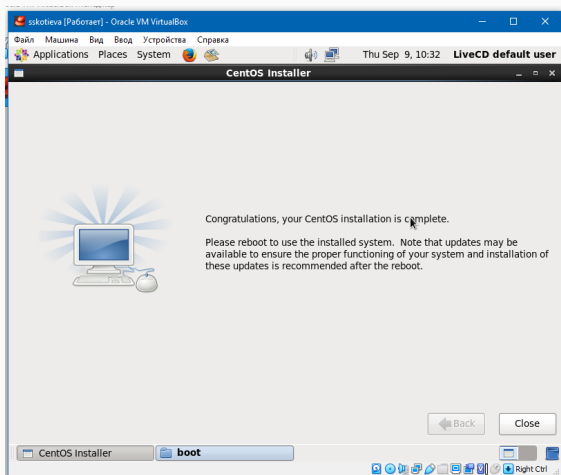 sskotieva [Работает] - Oracle VM VirtualBox
Файл Машина Вид Ввод Устройства Справка
Applications Places System Thu Sep 9, 10:32 LiveCD default user
CentOS Installer
Congratulations, your CentOS installation is complete.
Please reboot to use the installed system. Note that updates may be
available to ensure the proper functioning of your system and installation of
these updates is recommended after the reboot.
Back Close
CentOS Installer boot
Right Ctrl